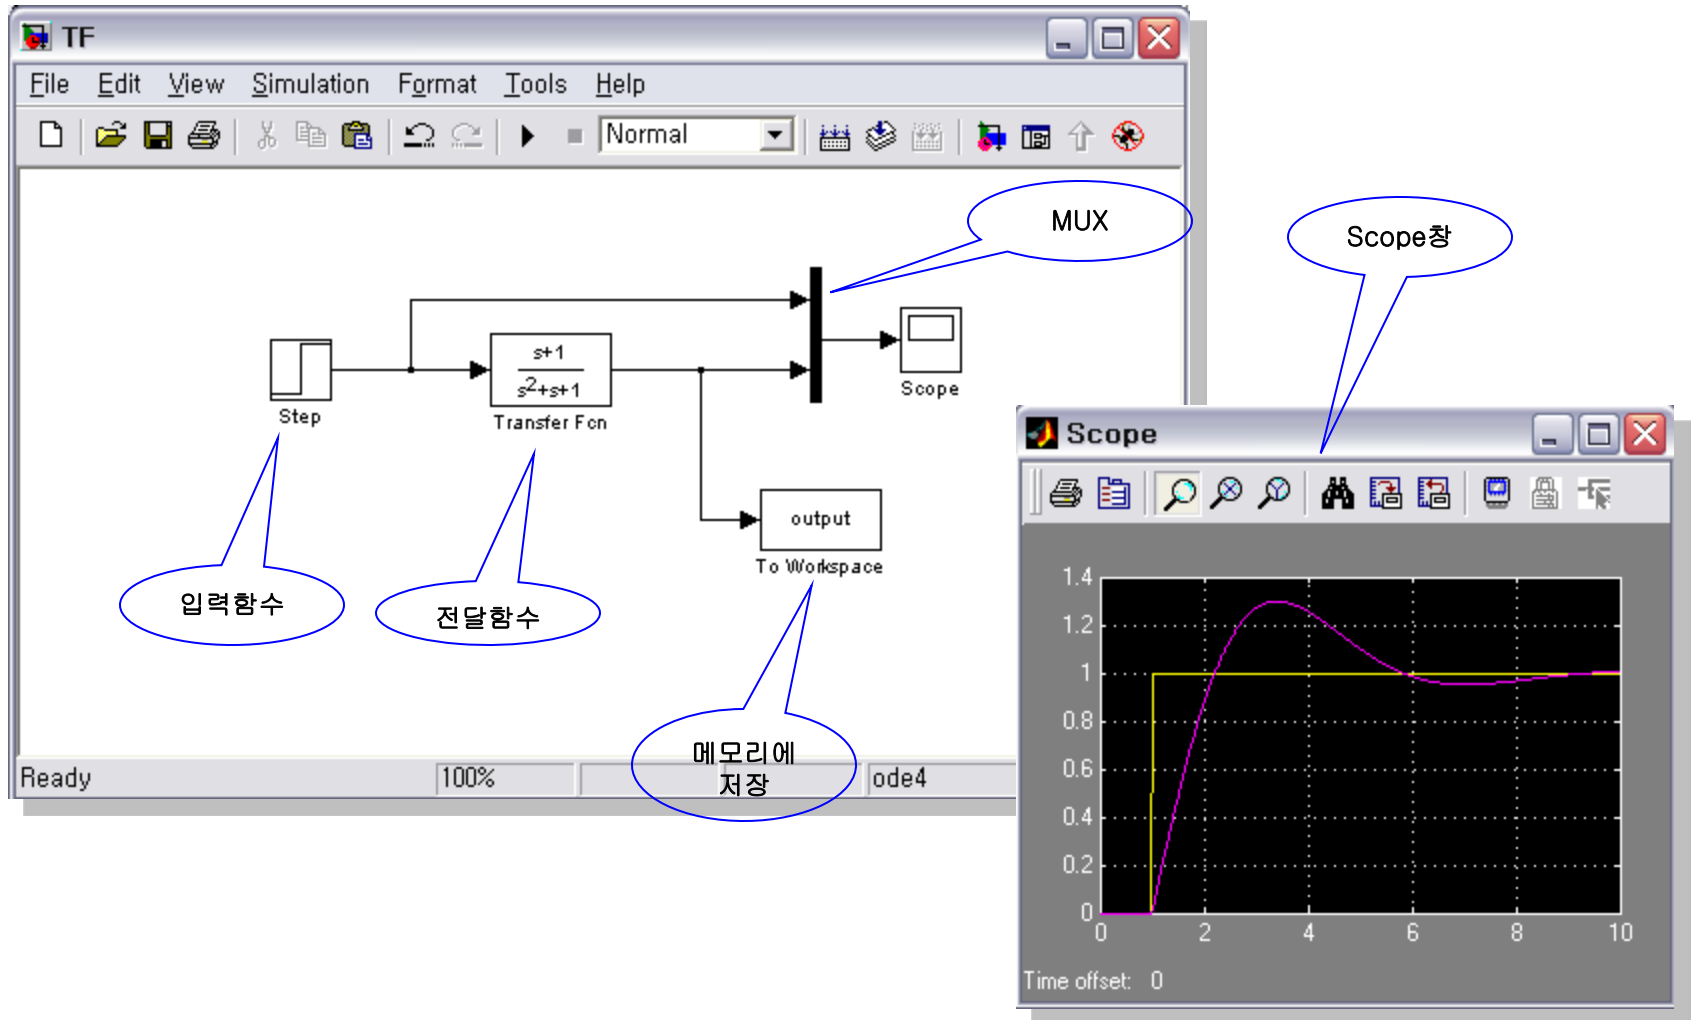 TF
File Edit View Simulation Format Tools Help
Normal
MUX
Scope창
s+1
s²+s+1
Step
Transfer Fcn
Scope
output
To Workspace
입력함수
전달함수
메모리에
저장
Ready 100% ode4
Scope
1.4
1.2
1
0.8
0.6
0.4
0.2
0
0 2 4 6 8 10
Time offset: 0